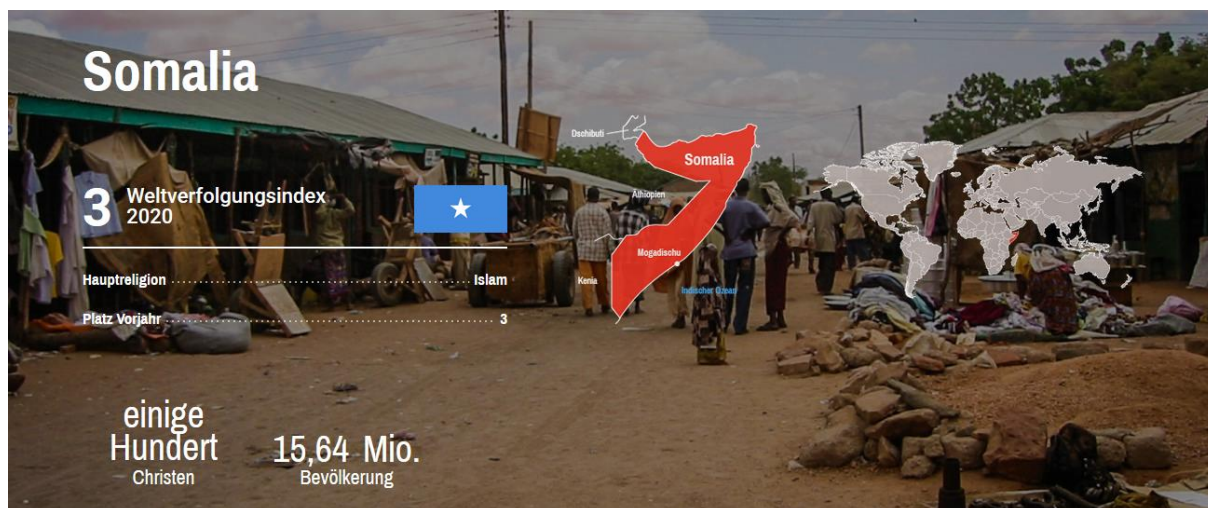 Somalia
3 Weltverfolgungsindex
2020
Hauptreligion Islam
Platz Vorjahr 3
einige
Hundert
Christen
15,64 Mio.
Bevölkerung
Dschibuti
Somalia
Äthiopien
Mogadischu
Kenia
Indischer Ozean